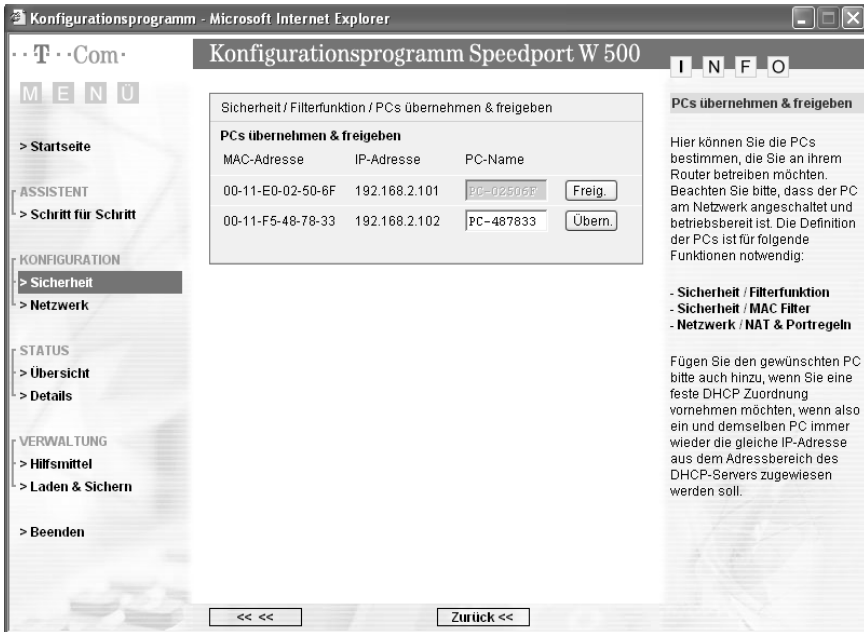 Konfigurationsprogramm - Microsoft Internet Explorer
··T··Com·
Konfigurationsprogramm Speedport W 500
INFO
MENÜ
> Startseite
ASSISTENT
> Schritt für Schritt
KONFIGURATION
> Sicherheit
> Netzwerk
STATUS
> Übersicht
> Details
VERWALTUNG
> Hilfsmittel
> Laden & Sichern
> Beenden
Sicherheit / Filterfunktion / PCs übernehmen & freigeben
PCs übernehmen & freigeben
MAC-Adresse IP-Adresse PC-Name
00-11-E0-02-50-6F 192.168.2.101 PC-02506F Freig.
00-11-F5-48-78-33 192.168.2.102 PC-487833 Übern.
<< <<
Zurück <<
PCs übernehmen & freigeben
Hier können Sie die PCs
bestimmen, die Sie an ihrem
Router betreiben möchten.
Beachten Sie bitte, dass der PC
am Netzwerk angeschaltet und
betriebsbereit ist. Die Definition
der PCs ist für folgende
Funktionen notwendig:
- Sicherheit / Filterfunktion
- Sicherheit / MAC Filter
- Netzwerk / NAT & Portregeln
Fügen Sie den gewünschten PC
bitte auch hinzu, wenn Sie eine
feste DHCP Zuordnung
vornehmen möchten, wenn also
ein und demselben PC immer
wieder die gleiche IP-Adresse
aus dem Adressbereich des
DHCP-Servers zugewiesen
werden soll.